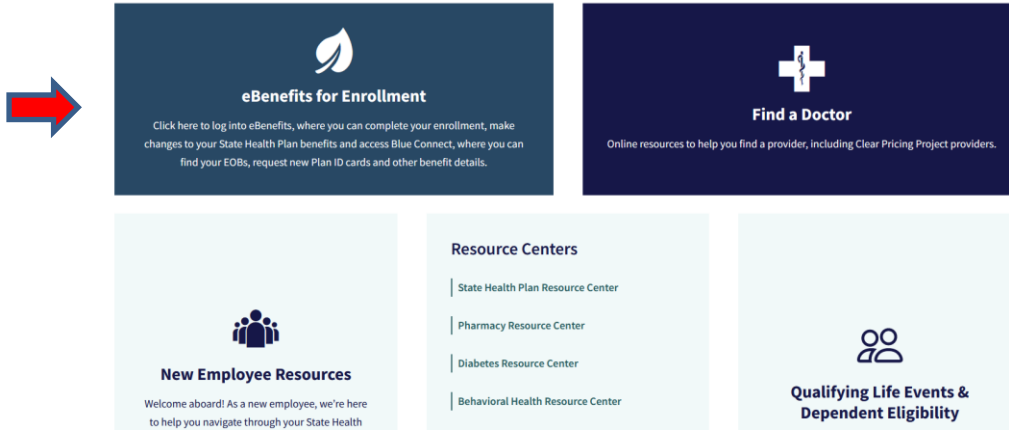 eBenefits for Enrollment
Click here to log into eBenefits, where you can complete your enrollment, make
changes to your State Health Plan benefits and access Blue Connect, where you can
find your EOBs, request new Plan ID cards and other benefit details.
Find a Doctor
Online resources to help you find a provider, including Clear Pricing Project providers.
New Employee Resources
Welcome aboard! As a new employee, we're here
to help you navigate through your State Health
Resource Centers
State Health Plan Resource Center
Pharmacy Resource Center
Diabetes Resource Center
Behavioral Health Resource Center
Qualifying Life Events &
Dependent Eligibility